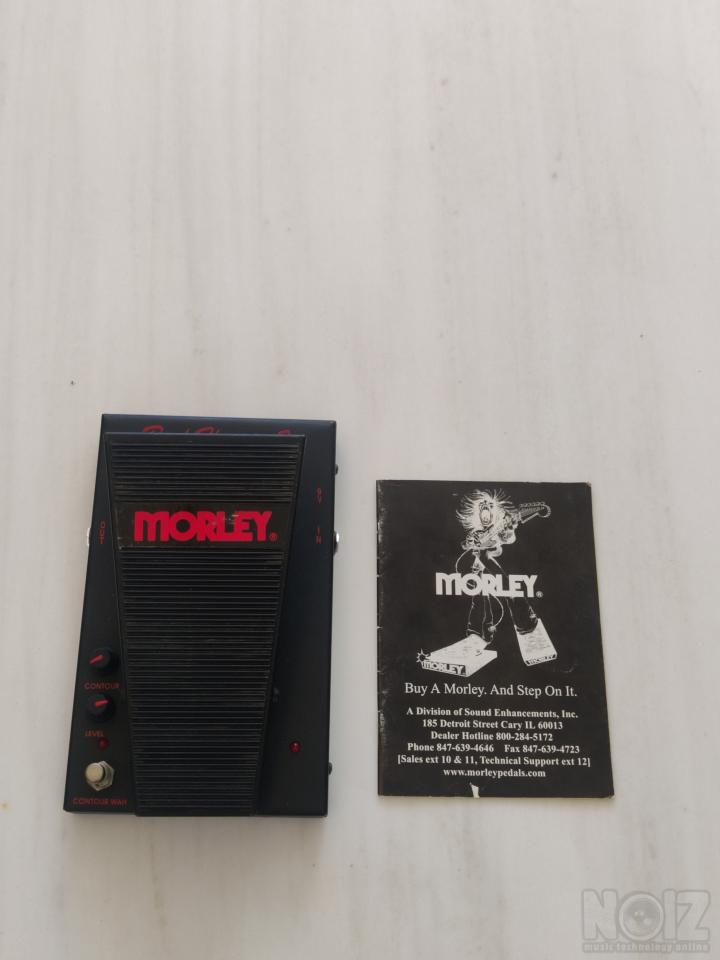 OUT
9V
IN
MORLEY®
CONTOUR
LEVEL
CONTOUR WAH
MORLEY®
MORLEY
MORLEY
Buy A Morley. And Step On It.
A Division of Sound Enhancements, Inc.
185 Detroit Street Cary IL 60013
Dealer Hotline 800-284-5172
Phone 847-639-4646 Fax 847-639-4723
[Sales ext 10 & 11, Technical Support ext 12]
www.morleypedals.com
NOIZ
music technology online